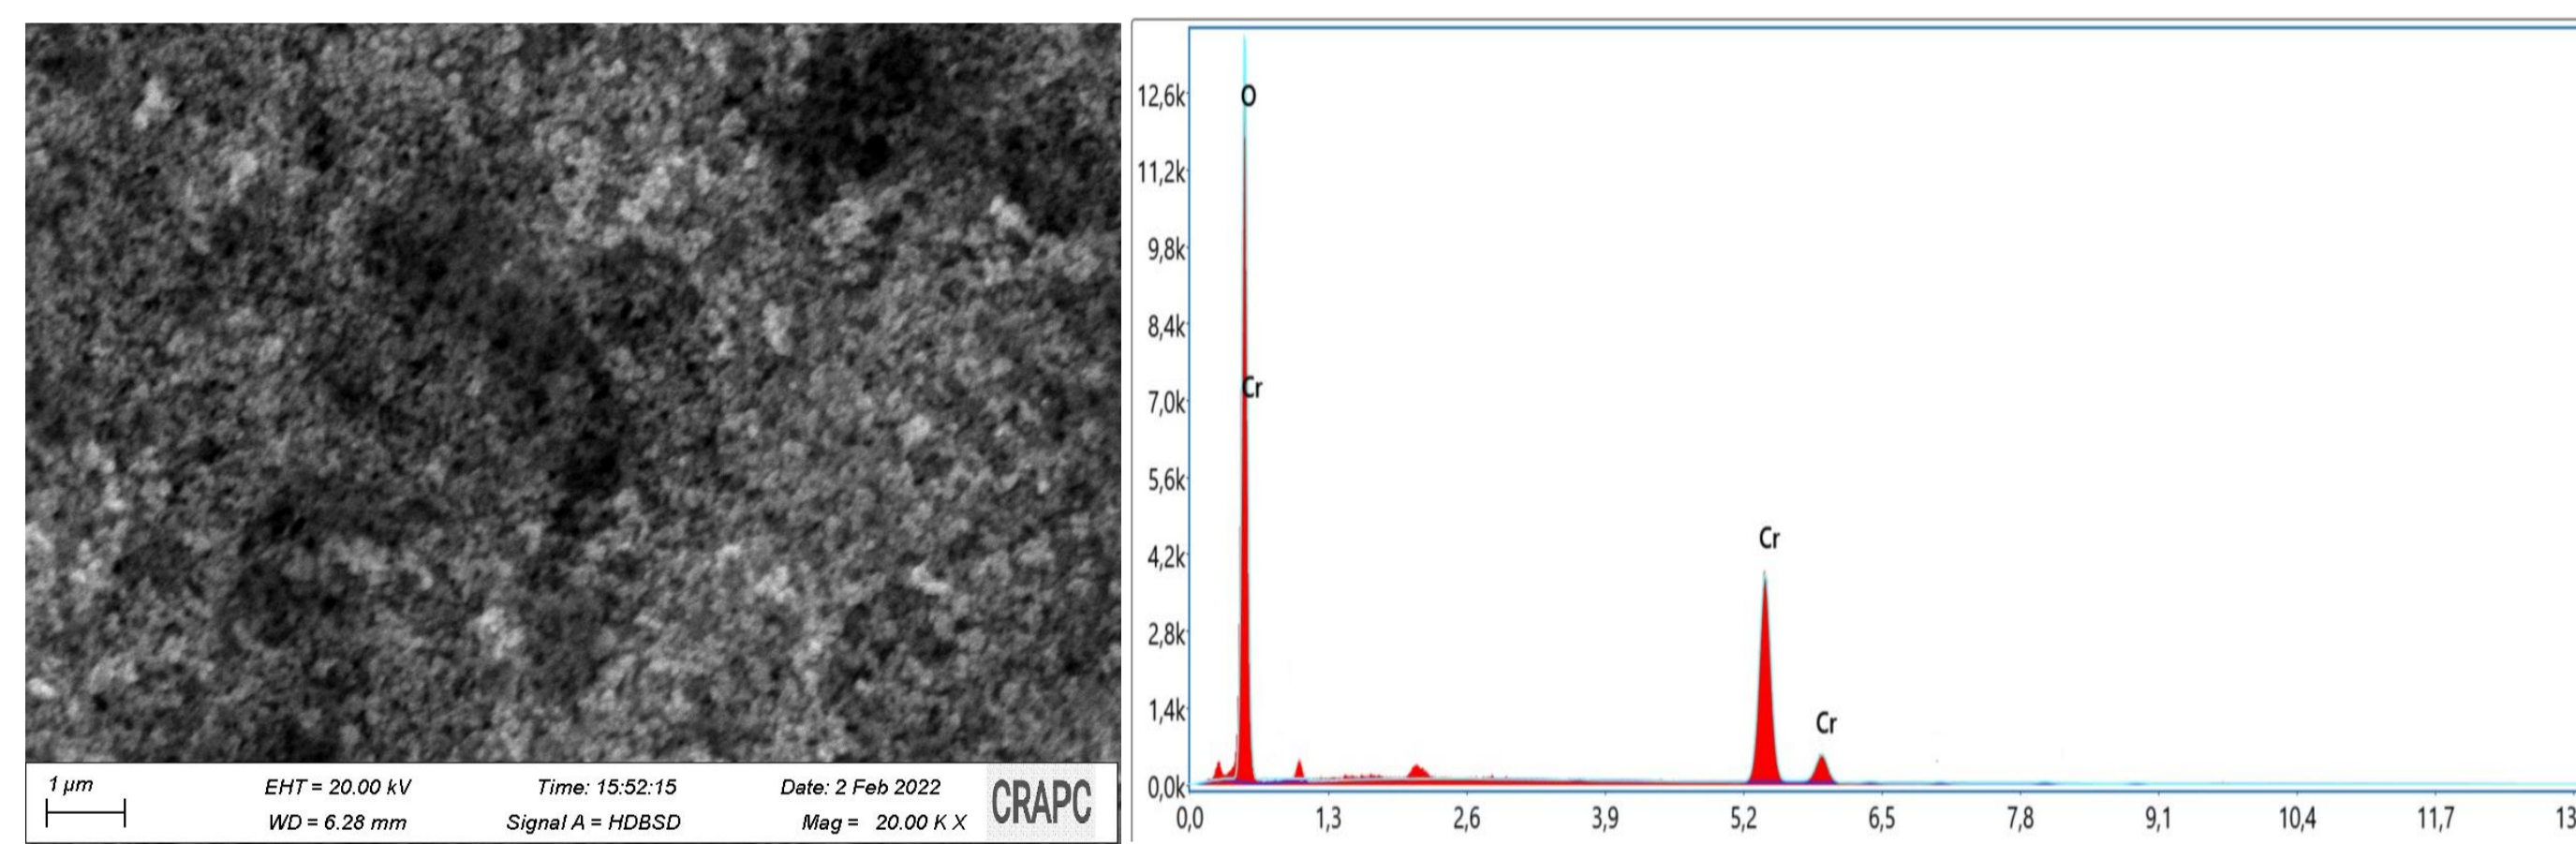 1 µm
EHT = 20.00 kV
Time: 15:52:15
Date: 2 Feb 2022
WD = 6.28 mm
Signal A = HDBSD
Mag = 20.00 K X
CRAPC
12,6k
11,2k
9,8k
8,4k
7,0k
5,6k
4,2k
2,8k
1,4k
0,0k
O
Cr
Cr
Cr
0,0
1,3
2,6
3,9
5,2
6,5
7,8
9,1
10,4
11,7
13